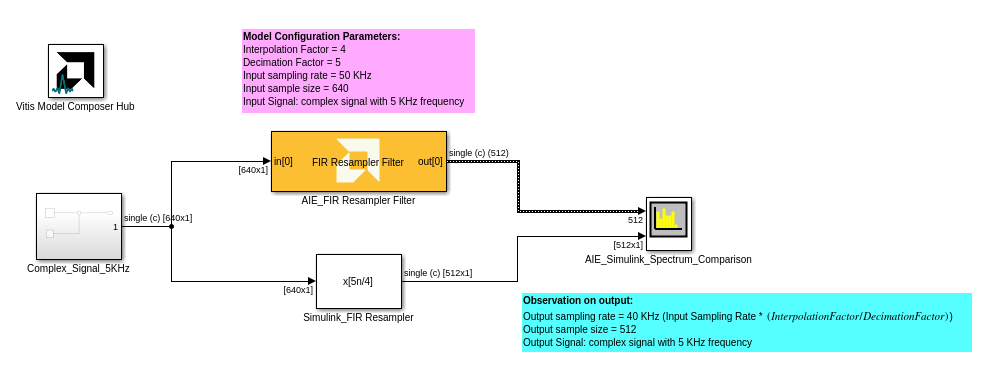 Model Configuration Parameters:
Interpolation Factor = 4
Decimation Factor = 5
Input sampling rate = 50 KHz
Input sample size = 640
Input Signal: complex signal with 5 KHz frequency
Vitis Model Composer Hub
in[0]
FIR Resampler Filter
out[0]
single (c) (512)
[640x1]
AIE_FIR Resampler Filter
single (c) [640x1]
1
Complex_Signal_5KHz
512
[512x1]
AIE_Simulink_Spectrum_Comparison
x[5n/4]
single (c) [512x1]
[640x1]
Simulink_FIR Resampler
Observation on output:
Output sampling rate = 40 KHz (Input Sampling Rate * (InterpolationFactor/DecimationFactor))
Output sample size = 512
Output Signal: complex signal with 5 KHz frequency